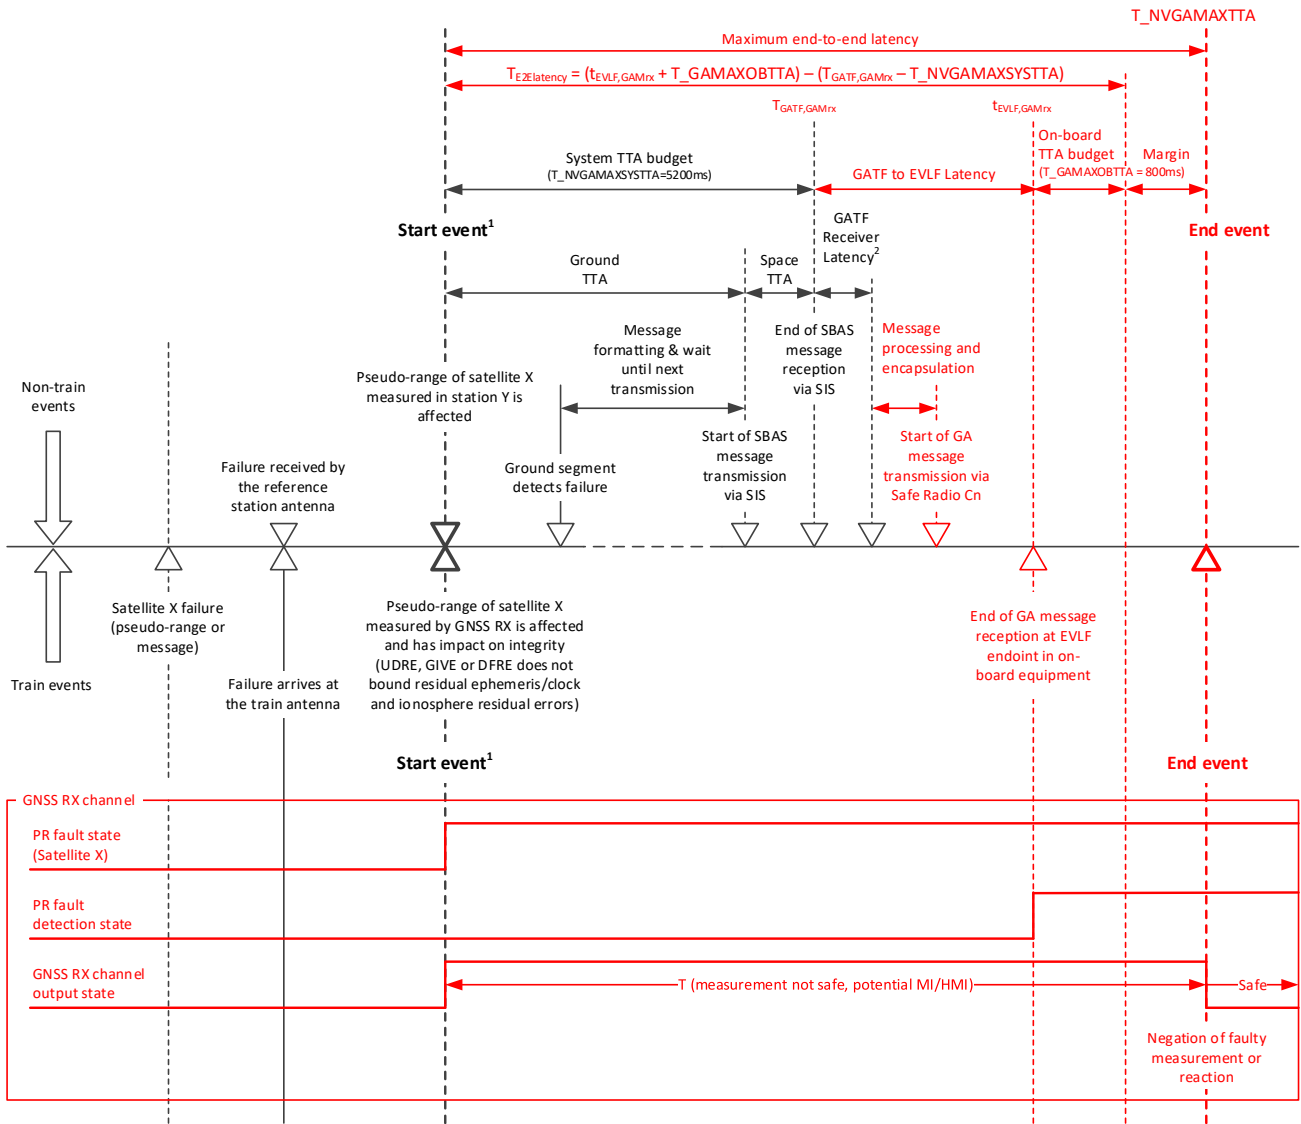 T_NVGAMAXTTA
Maximum end-to-end latency
TE2Elatency = (tEVLF,GAMrx + T_GAMAXOBTTA) – (TGATF,GAMrx – T_NVGAMAXSYSTTA)
TGATF,GAMrx
tEVLF,GAMrx
System TTA budget
(T_NVGAMAXSYSTTA=5200ms)
GATF to EVLF Latency
On-board
TTA budget
(T_GAMAXOBTTA = 800ms)
Margin
Start event1
GATF
Receiver
Latency2
End event
Ground
TTA
Space
TTA
Message
formatting & wait
until next
transmission
End of SBAS
message
reception
via SIS
Message
processing and
encapsulation
Non-train
events
Pseudo-range of satellite X
measured in station Y is
affected
Failure received by
the reference
station antenna
Ground segment
detects failure
Start of SBAS
message
transmission
via SIS
Start of GA
message
transmission via
Safe Radio Cn
Satellite X failure
(pseudo-range or
message)
Pseudo-range of satellite X
measured by GNSS RX is affected
and has impact on integrity
(UDRE, GIVE or DFRE does not
bound residual ephemeris/clock
and ionosphere residual errors)
End of GA message
reception at EVLF
endoint in on-
board equipment
Train events
Failure arrives at
the train antenna
Start event1
End event
GNSS RX channel
PR fault state
(Satellite X)
PR fault
detection state
GNSS RX channel
output state
T (measurement not safe, potential MI/HMI)
Safe
Negation of faulty
measurement or
reaction